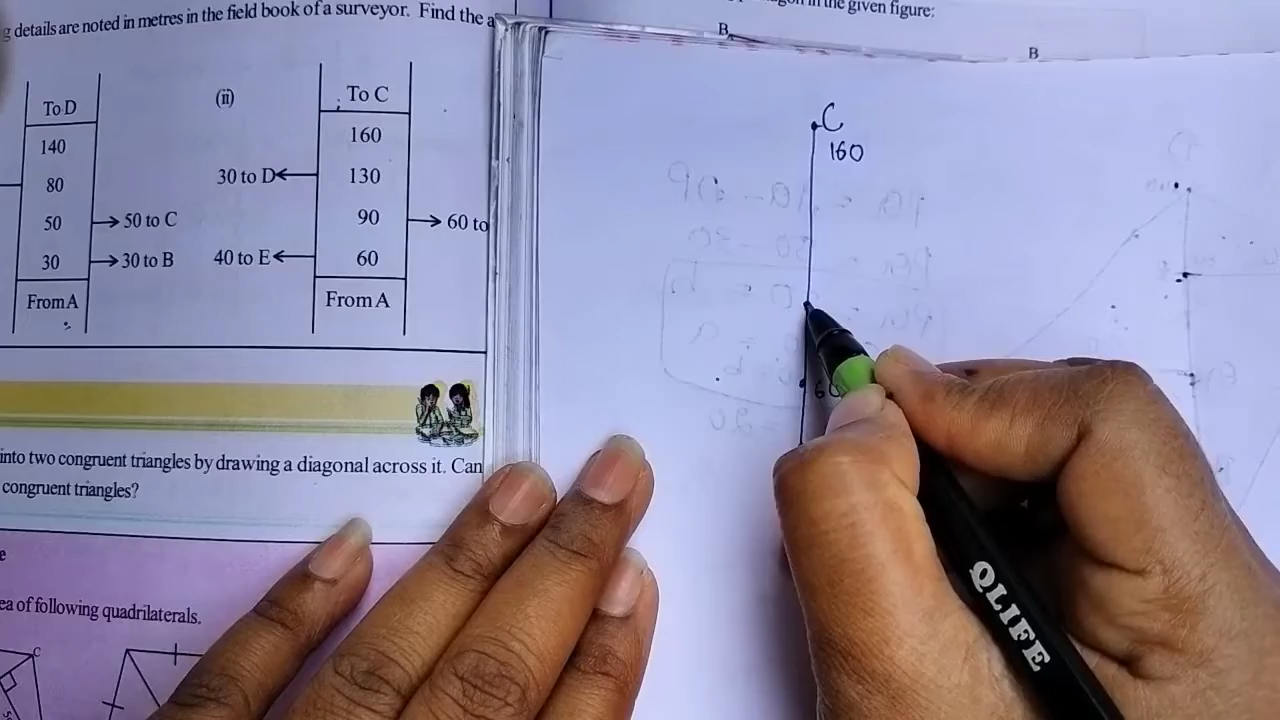 g details are noted in metres in the field book of a surveyor. Find the a
To D
140
80
50
50 to C
30
30 to B
From A
(ii)
To C
160
30 to D
130
90
60 to
40 to E
60
From A
into two congruent triangles by drawing a diagonal across it. Can
congruent triangles?
e
ea of following quadrilaterals.
C
in the given figure:
B
B
C
160
QLIFE